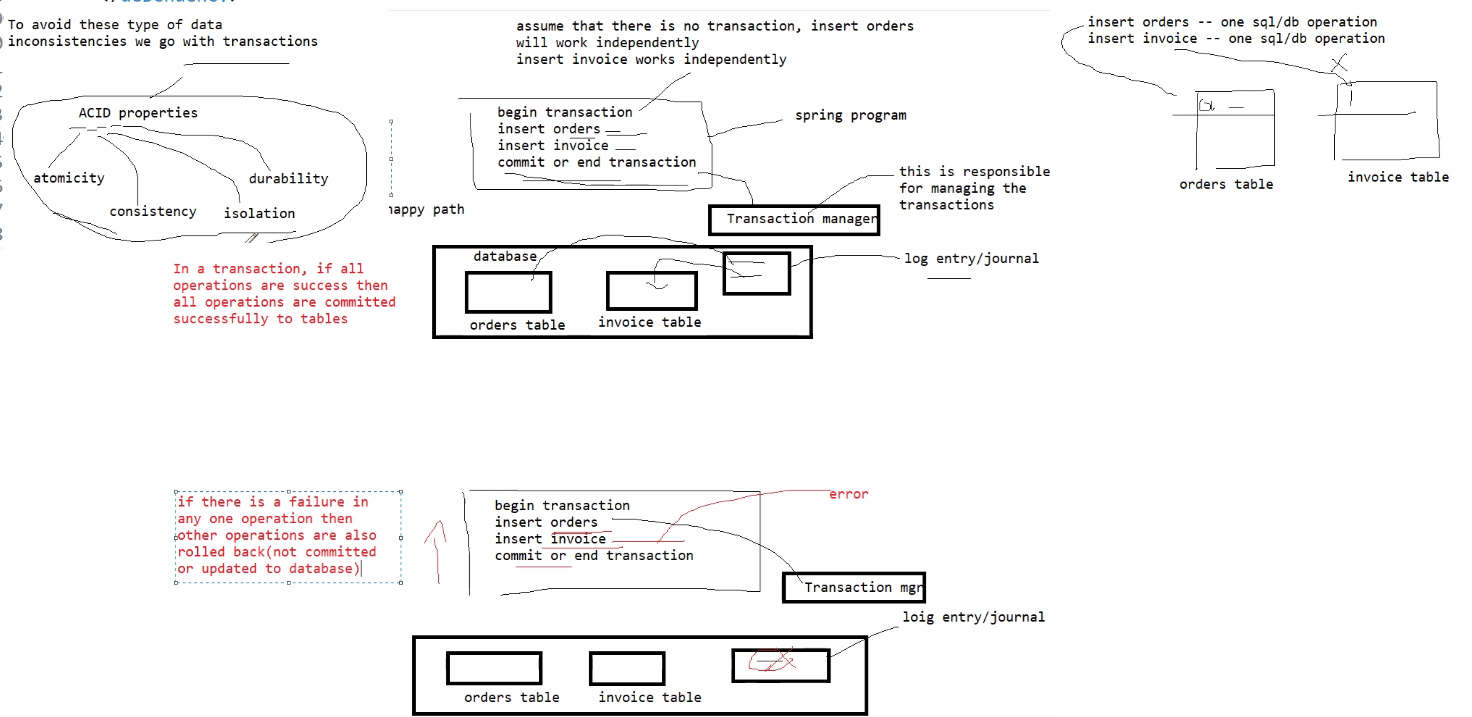 To avoid these type of data
inconsistencies we go with transactions
ACID properties
atomicity
durability
consistency
isolation
In a transaction, if all
operations are success then
all operations are committed
successfully to tables
assume that there is no transaction, insert orders
will work independently
insert invoice works independently
begin transaction
insert orders
insert invoice
commit or end transaction
spring program
this is responsible
for managing the
transactions
happy path
Transaction manager
database
log entry/journal
orders table
invoice table
insert orders -- one sql/db operation
insert invoice -- one sql/db operation
orders table
invoice table
if there is a failure in
any one operation then
other operations are also
rolled back(not committed
or updated to database)
begin transaction
insert orders
insert invoice
commit or end transaction
error
Transaction mgr
loig entry/journal
orders table
invoice table